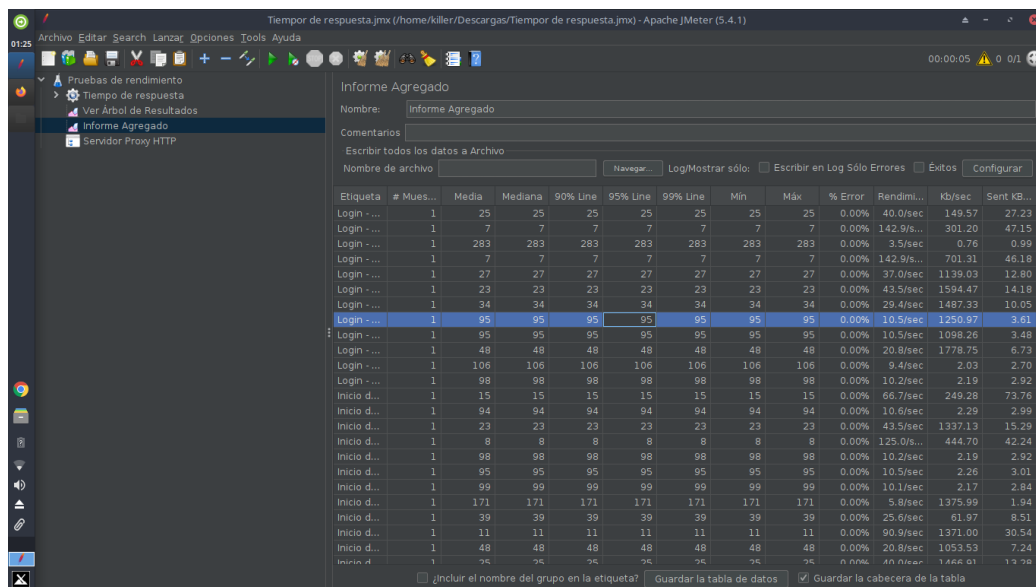 Tiempor de respuesta.jmx (/home/killer/Descargas/Tiempor de respuesta.jmx) - Apache JMeter (5.4.1)
01:25
Archivo Editar Search Lanzar Opciones Tools Ayuda
00:00:05 0 0/1
Pruebas de rendimiento
Tiempo de respuesta
Ver Árbol de Resultados
Informe Agregado
Servidor Proxy HTTP
Informe Agregado
Nombre: Informe Agregado
Comentarios
Escribir todos los datos a Archivo
Nombre de archivo Navegar... Log/Mostrar sólo: Escribir en Log Sólo Errores Éxitos Configurar
Etiqueta # Mues... Media Mediana 90% Line 95% Line 99% Line Mín Máx % Error Rendimi... Kb/sec Sent KB...
Login - ... 1 25 25 25 25 25 25 25 0.00% 40.0/sec 149.57 27.23
Login - ... 1 7 7 7 7 7 7 7 0.00% 142.9/s... 301.20 47.15
Login - ... 1 283 283 283 283 283 283 283 0.00% 3.5/sec 0.76 0.99
Login - ... 1 7 7 7 7 7 7 7 0.00% 142.9/s... 701.31 46.18
Login - ... 1 27 27 27 27 27 27 27 0.00% 37.0/sec 1139.03 12.80
Login - ... 1 23 23 23 23 23 23 23 0.00% 43.5/sec 1594.47 14.18
Login - ... 1 34 34 34 34 34 34 34 0.00% 29.4/sec 1487.33 10.05
Login - ... 1 95 95 95 95 95 95 95 0.00% 10.5/sec 1250.97 3.61
Login - ... 1 95 95 95 95 95 95 95 0.00% 10.5/sec 1098.26 3.48
Login - ... 1 48 48 48 48 48 48 48 0.00% 20.8/sec 1778.75 6.73
Login - ... 1 106 106 106 106 106 106 106 0.00% 9.4/sec 2.03 2.70
Login - ... 1 98 98 98 98 98 98 98 0.00% 10.2/sec 2.19 2.92
Inicio d... 1 15 15 15 15 15 15 15 0.00% 66.7/sec 249.28 73.76
Inicio d... 1 94 94 94 94 94 94 94 0.00% 10.6/sec 2.29 2.99
Inicio d... 1 23 23 23 23 23 23 23 0.00% 43.5/sec 1337.13 15.29
Inicio d... 1 8 8 8 8 8 8 8 0.00% 125.0/s... 444.70 42.24
Inicio d... 1 98 98 98 98 98 98 98 0.00% 10.2/sec 2.19 2.92
Inicio d... 1 95 95 95 95 95 95 95 0.00% 10.5/sec 2.26 3.01
Inicio d... 1 99 99 99 99 99 99 99 0.00% 10.1/sec 2.17 2.84
Inicio d... 1 171 171 171 171 171 171 171 0.00% 5.8/sec 1375.99 1.94
Inicio d... 1 39 39 39 39 39 39 39 0.00% 25.6/sec 61.97 8.51
Inicio d... 1 11 11 11 11 11 11 11 0.00% 90.9/sec 1371.00 30.54
Inicio d... 1 48 48 48 48 48 48 48 0.00% 20.8/sec 1053.53 7.24
Inicio d... 1 25 25 25 25 25 25 25 0.00% 40.0/sec 1466.91 13.28
¿Incluir el nombre del grupo en la etiqueta? Guardar la tabla de datos Guardar la cabecera de la tabla